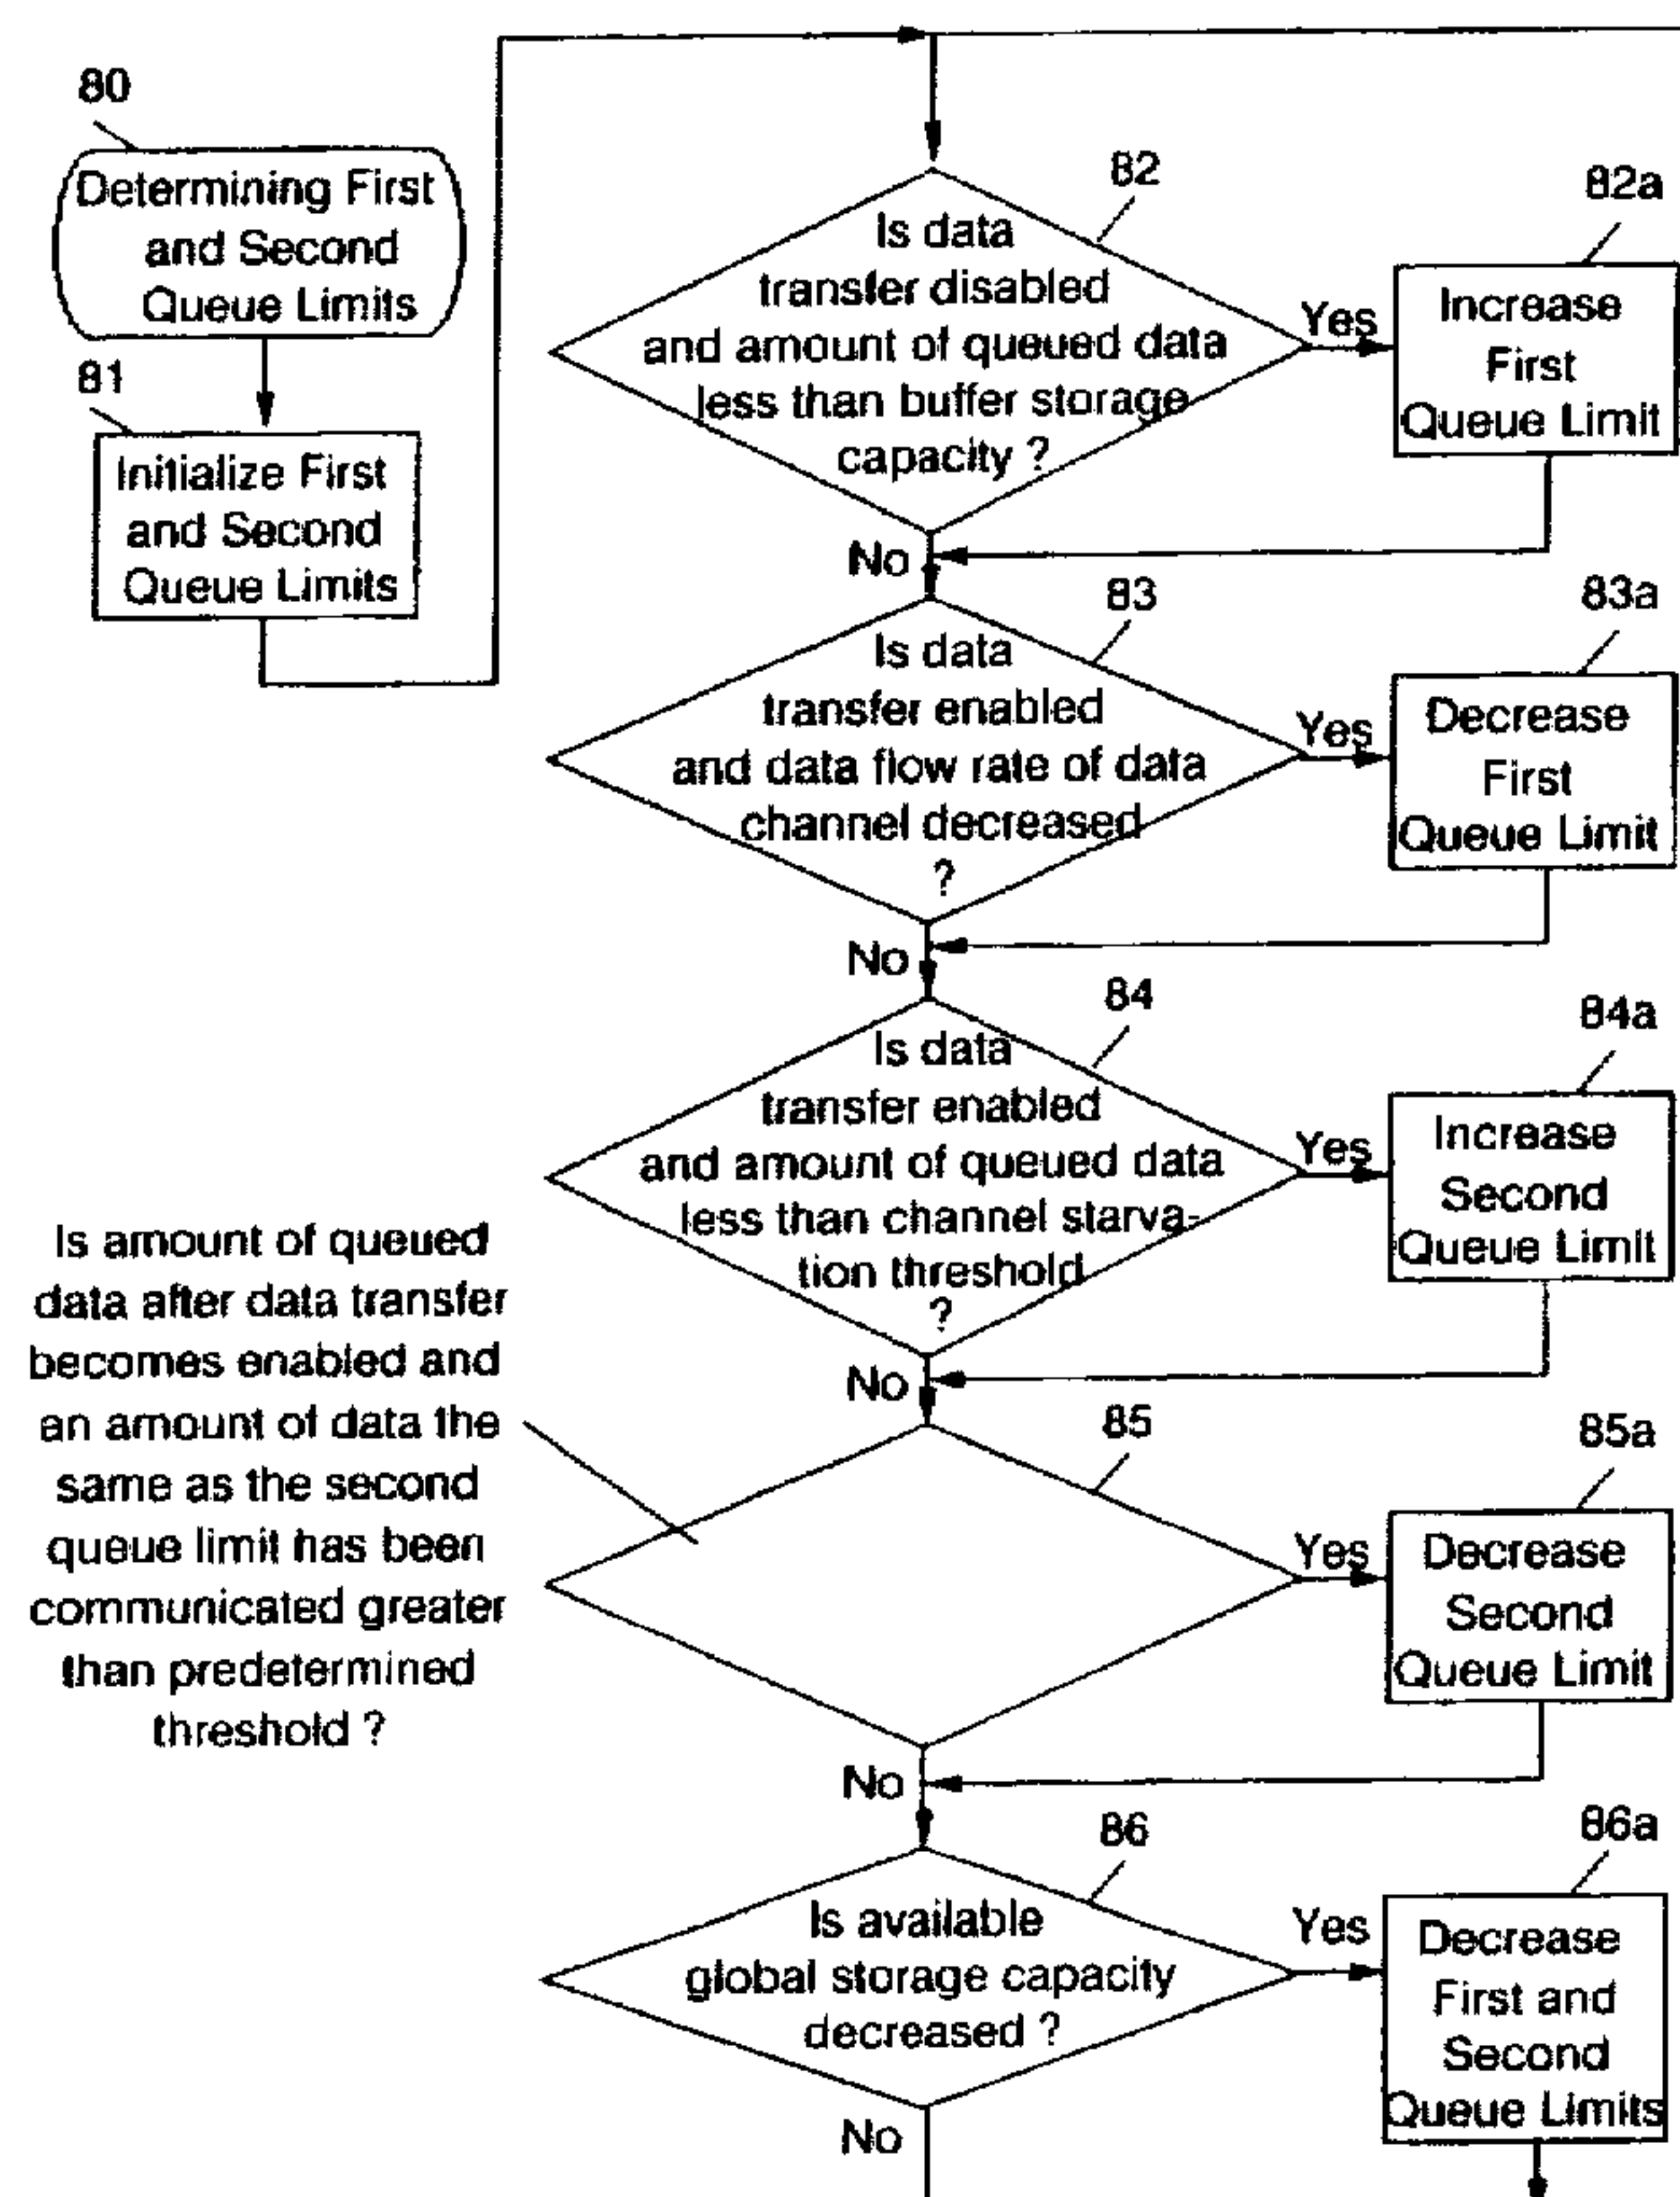 80
Determining First
and Second
Queue Limits
81
Initialize First
and Second
Queue Limits
82
Is data
transfer disabled
and amount of queued data
less than buffer storage
capacity ?
Yes
82a
Increase
First
Queue Limit
No
83
Is data
transfer enabled
and data flow rate of data
channel decreased
?
Yes
83a
Decrease
First
Queue Limit
No
84
Is data
transfer enabled
and amount of queued data
less than channel starva-
tion threshold
?
Yes
84a
Increase
Second
Queue Limit
No
Is amount of queued
data after data transfer
becomes enabled and
an amount of data the
same as the second
queue limit has been
communicated greater
than predetermined
threshold ?
85
Yes
85a
Decrease
Second
Queue Limit
No
86
Is available
global storage capacity
decreased ?
Yes
86a
Decrease
First and
Second
Queue Limits
No